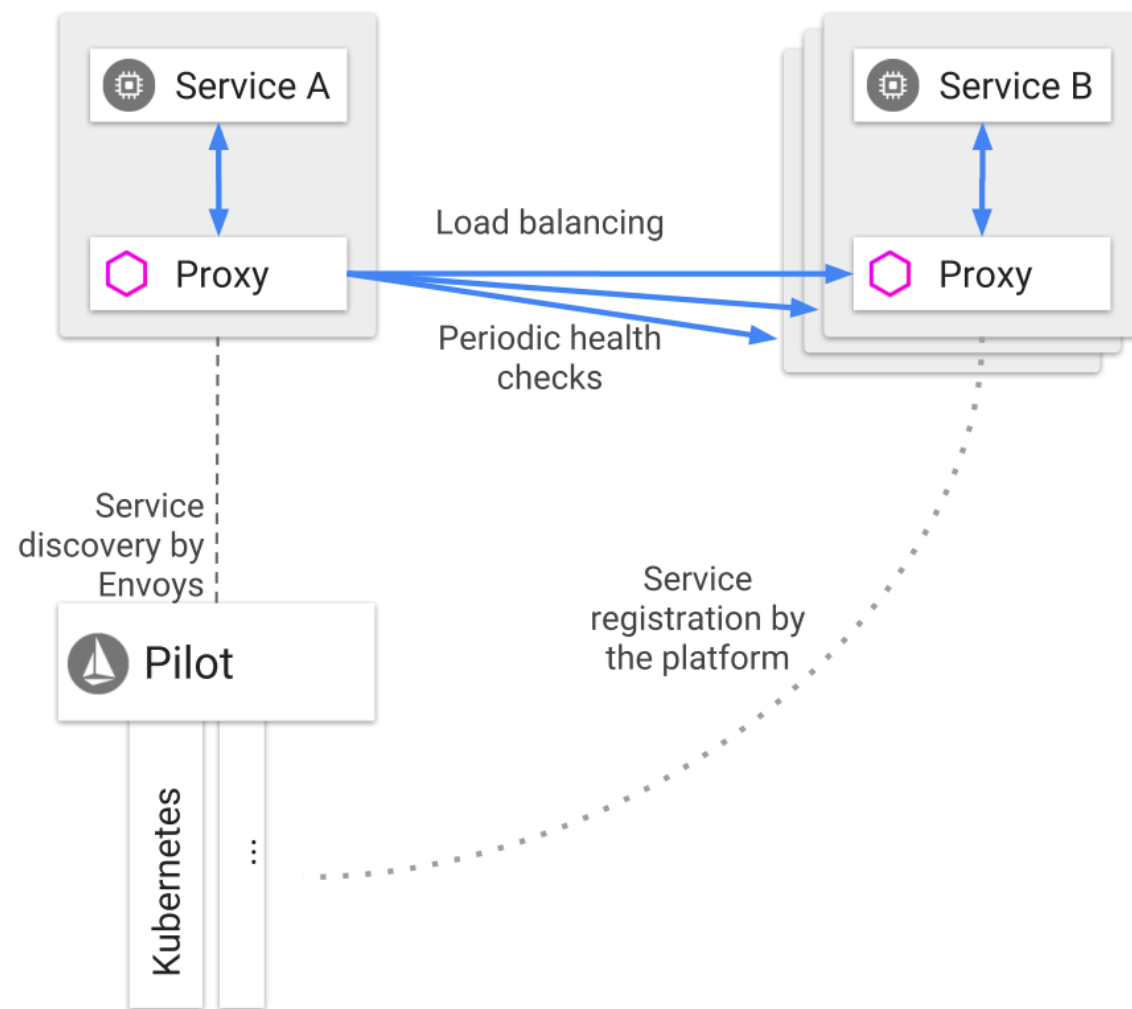 Service A
Service B
Load balancing
Proxy
Proxy
Periodic health
checks
Service
discovery by
Envoys
Service
registration by
the platform
Pilot
Kubernetes
...